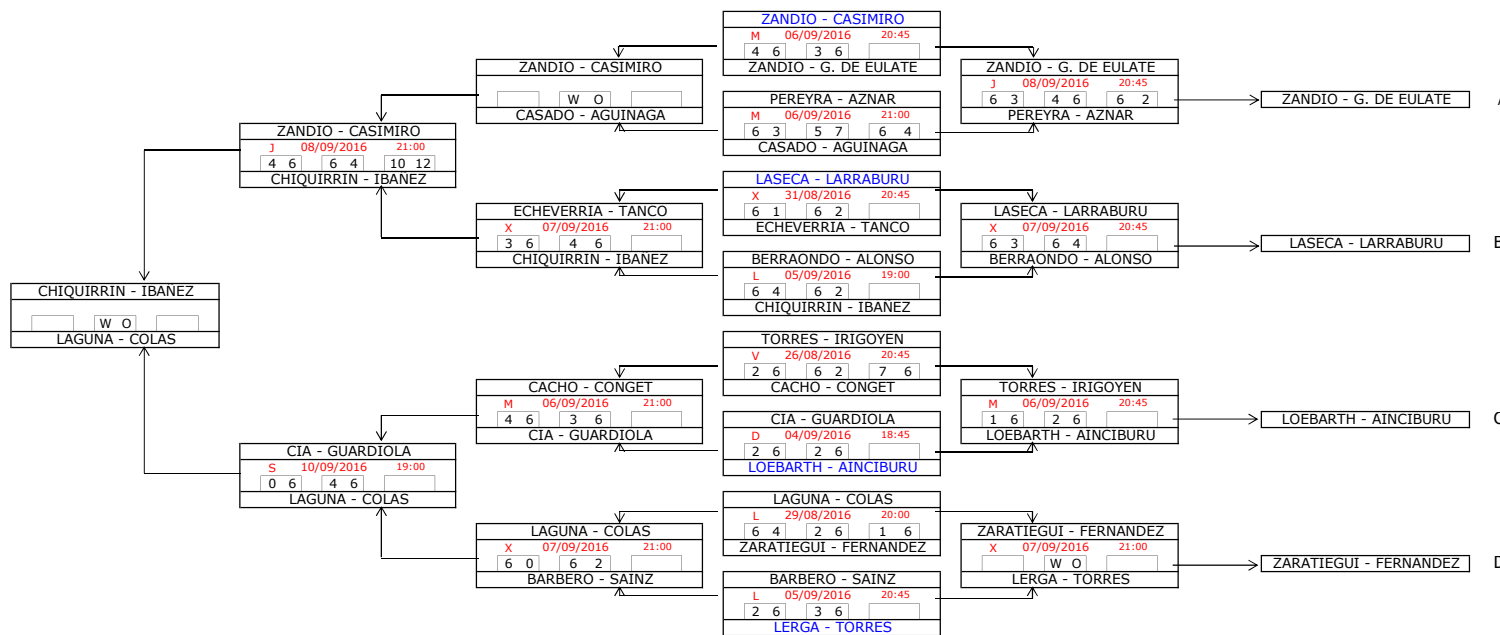 ZANDIO - CASIMIRO
M 06/09/2016 20:45
4 6 3 6
ZANDIO - G. DE EULATE
ZANDIO - CASIMIRO
W O
CASADO - AGUINAGA
ZANDIO - G. DE EULATE
J 08/09/2016 20:45
6 3 4 6 6 2
PEREYRA - AZNAR
ZANDIO - G. DE EULATE
PEREYRA - AZNAR
M 06/09/2016 21:00
6 3 5 7 6 4
CASADO - AGUINAGA
ZANDIO - CASIMIRO
J 08/09/2016 21:00
4 6 6 4 10 12
CHIQUIRRIN - IBAÑEZ
LASECA - LARRABURU
X 31/08/2016 20:45
6 1 6 2
ECHEVERRIA - TANCO
ECHEVERRIA - TANCO
X 07/09/2016 21:00
3 6 4 6
CHIQUIRRIN - IBAÑEZ
LASECA - LARRABURU
X 07/09/2016 20:45
6 3 6 4
BERRAONDO - ALONSO
LASECA - LARRABURU
BERRAONDO - ALONSO
L 05/09/2016 19:00
6 4 6 2
CHIQUIRRIN - IBAÑEZ
CHIQUIRRIN - IBAÑEZ
W O
LAGUNA - COLAS
TORRES - IRIGOYEN
V 26/08/2016 20:45
2 6 6 2 7 6
CACHO - CONGET
CACHO - CONGET
M 06/09/2016 21:00
4 6 3 6
CIA - GUARDIOLA
TORRES - IRIGOYEN
M 06/09/2016 20:45
1 6 2 6
LOEBARTH - AINCIBURU
LOEBARTH - AINCIBURU
CIA - GUARDIOLA
D 04/09/2016 18:45
2 6 2 6
LOEBARTH - AINCIBURU
CIA - GUARDIOLA
S 10/09/2016 19:00
0 6 4 6
LAGUNA - COLAS
LAGUNA - COLAS
L 29/08/2016 20:00
6 4 2 6 1 6
ZARATIEGUI - FERNANDEZ
LAGUNA - COLAS
X 07/09/2016 21:00
6 0 6 2
BARBERO - SAINZ
ZARATIEGUI - FERNANDEZ
X 07/09/2016 21:00
W O
LERGA - TORRES
ZARATIEGUI - FERNANDEZ
BARBERO - SAINZ
L 05/09/2016 20:45
2 6 3 6
LERGA - TORRES